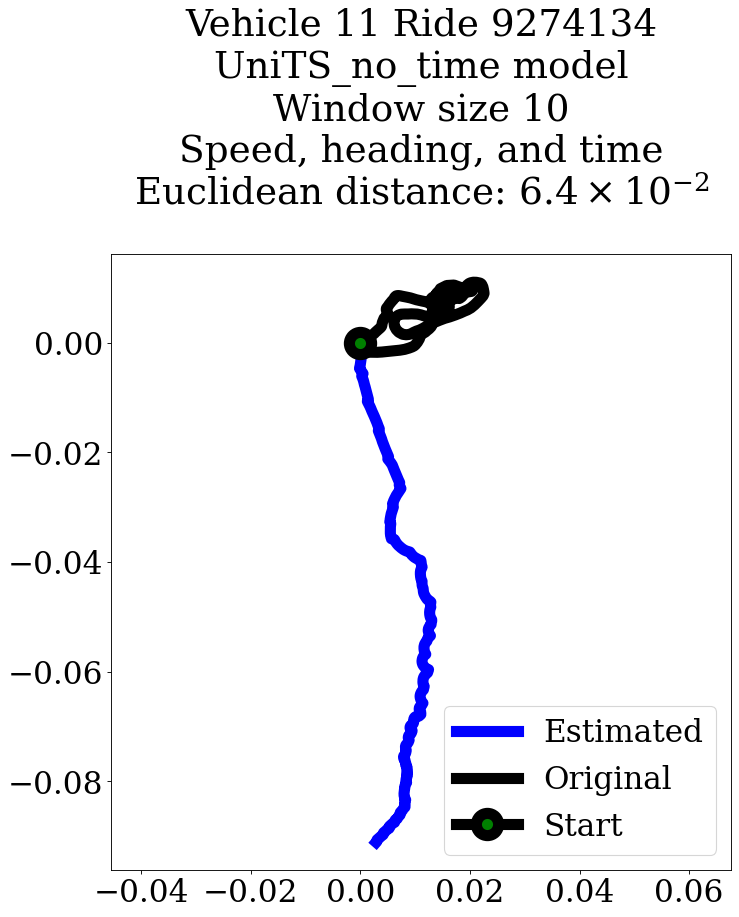 Vehicle 11 Ride 9274134
UniTS_no_time model
Window size 10
Speed, heading, and time
Euclidean distance: 6.4 × 10⁻²
0.00
−0.02
−0.04
−0.06
−0.08
Estimated
Original
Start
−0.04 −0.02 0.00 0.02 0.04 0.06